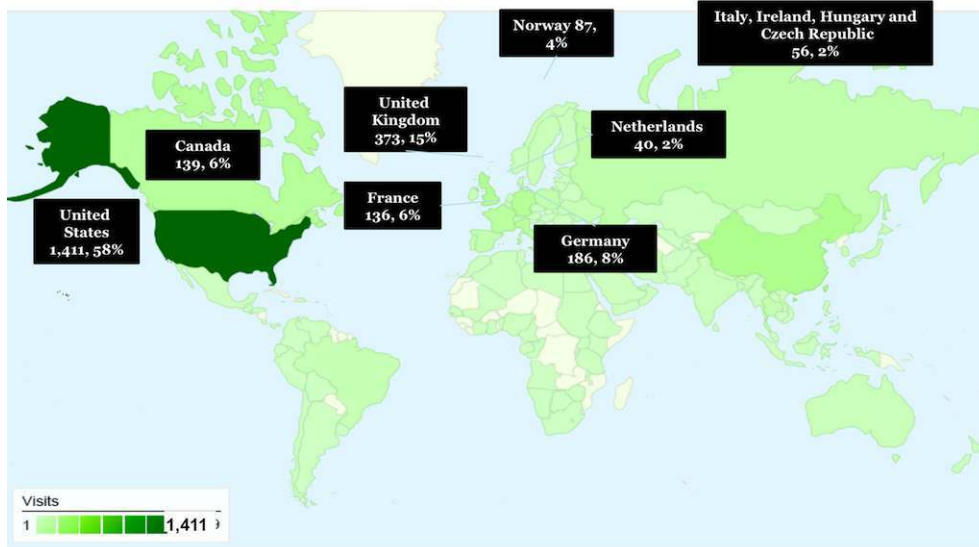 Norway 87,
4%
Italy, Ireland, Hungary and
Czech Republic
56, 2%
United
Kingdom
373, 15%
Netherlands
40, 2%
Canada
139, 6%
France
136, 6%
United
States
1,411, 58%
Germany
186, 8%
Visits
1 1,411